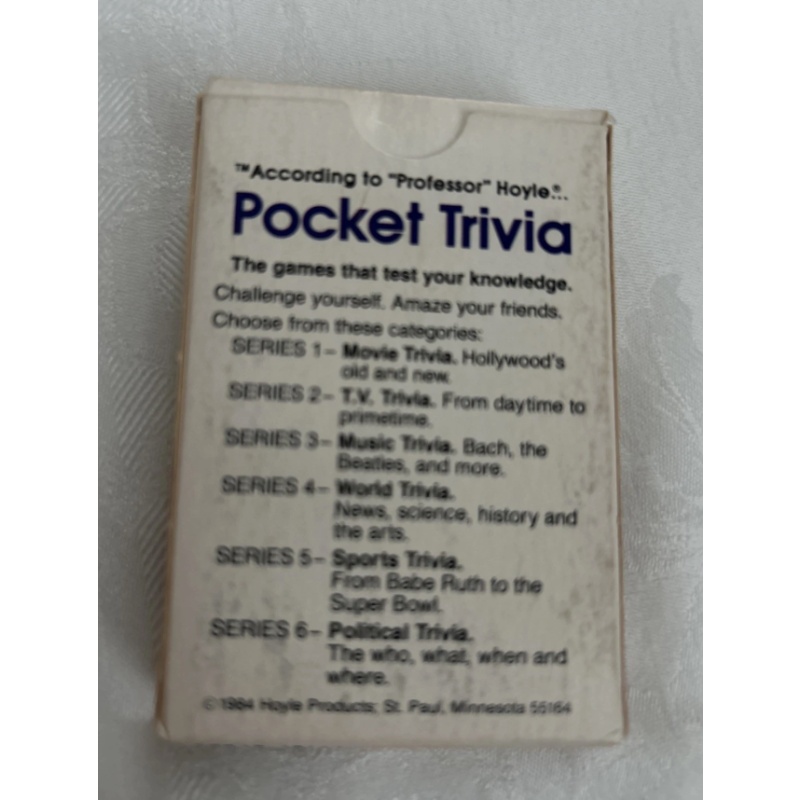 ™According to "Professor" Hoyle®...
Pocket Trivia
The games that test your knowledge.
Challenge yourself. Amaze your friends.
Choose from these categories:
SERIES 1– Movie Trivia. Hollywood's
old and new.
SERIES 2– T.V. Trivia. From daytime to
primetime.
SERIES 3– Music Trivia. Bach, the
Beatles, and more.
SERIES 4– World Trivia.
News, science, history and
the arts.
SERIES 5– Sports Trivia.
From Babe Ruth to the
Super Bowl.
SERIES 6– Political Trivia.
The who, what, when and
where.
©1984 Hoyle Products; St. Paul, Minnesota 55164